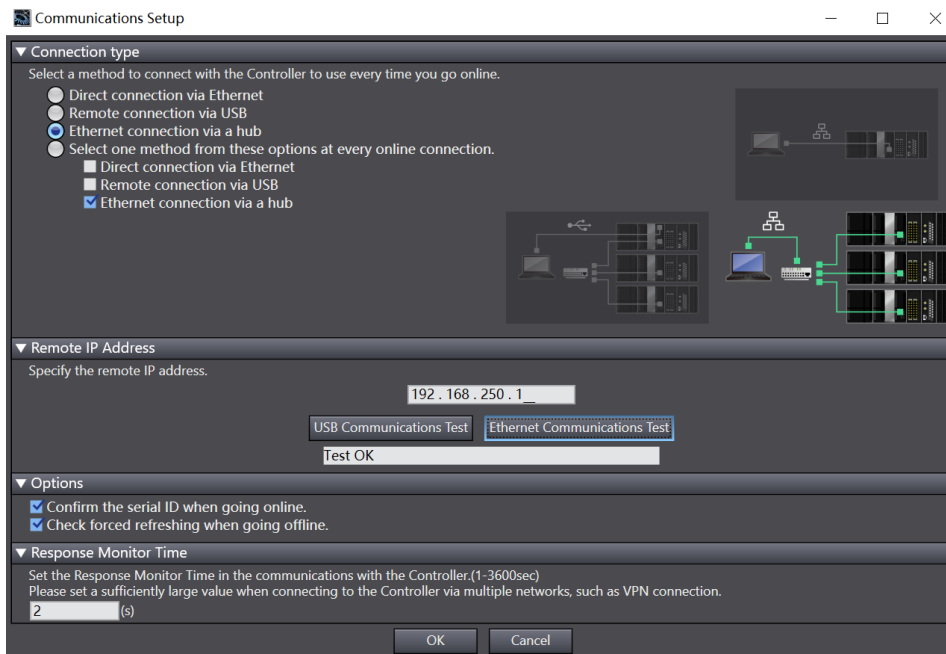 Communications Setup
▼ Connection type
Select a method to connect with the Controller to use every time you go online.
Direct connection via Ethernet
Remote connection via USB
Ethernet connection via a hub
Select one method from these options at every online connection.
Direct connection via Ethernet
Remote connection via USB
Ethernet connection via a hub
▼ Remote IP Address
Specify the remote IP address.
192 . 168 . 250 . 1__
USB Communications Test
Ethernet Communications Test
Test OK
▼ Options
Confirm the serial ID when going online.
Check forced refreshing when going offline.
▼ Response Monitor Time
Set the Response Monitor Time in the communications with the Controller.(1-3600sec)
Please set a sufficiently large value when connecting to the Controller via multiple networks, such as VPN connection.
2 (s)
OK
Cancel